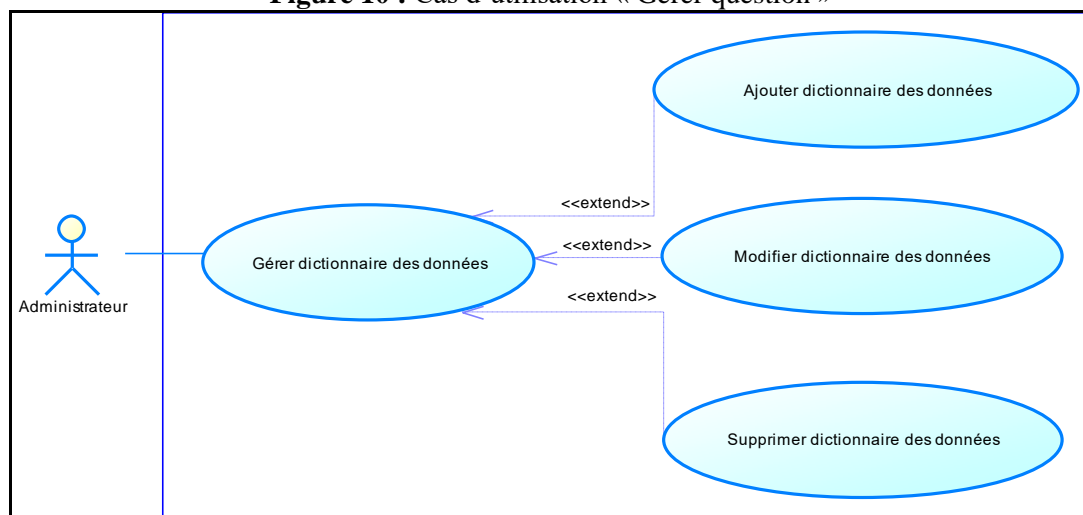 Figure 10 : Cas d'utilisation « Gérer question »
Ajouter dictionnaire des données
<<extend>>
<<extend>>
Modifier dictionnaire des données
Gérer dictionnaire des données
<<extend>>
Administrateur
Supprimer dictionnaire des données